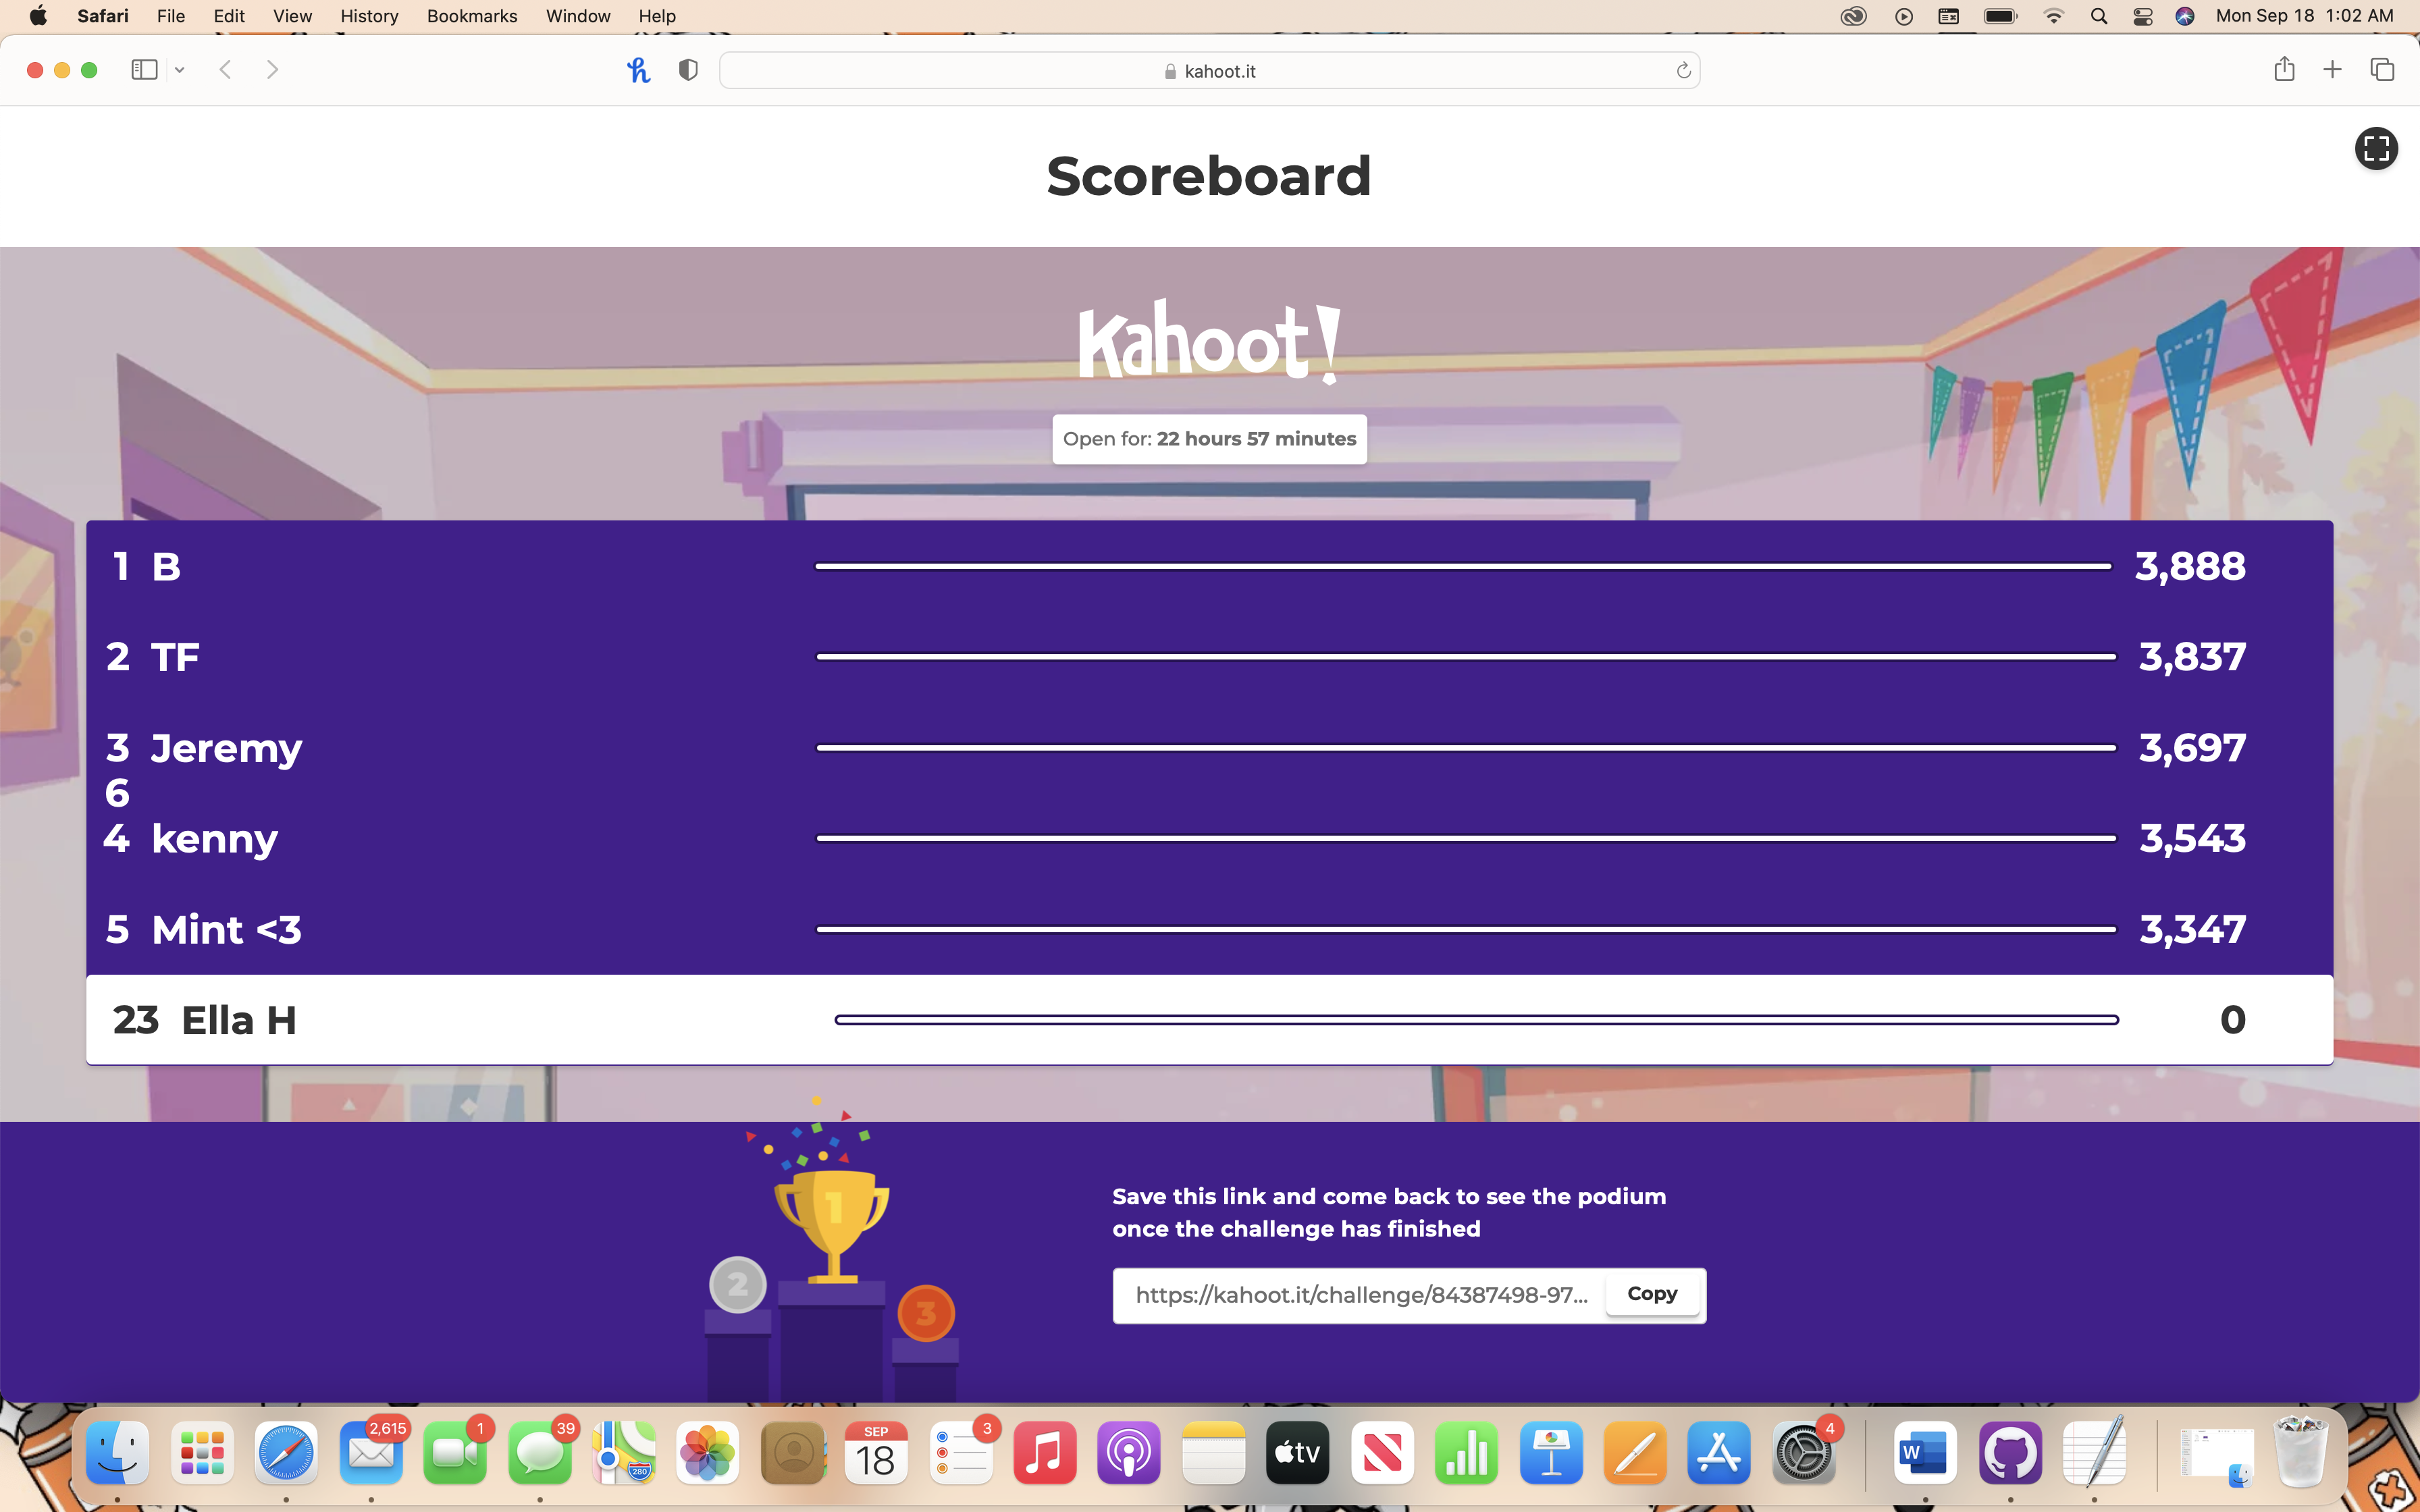 Safari File Edit View History Bookmarks Window Help Mon Sep 18 1:02 AM
kahoot.it
Scoreboard
Kahoot!
Open for: 22 hours 57 minutes
1 B 3,888
2 TF 3,837
3 Jeremy 3,697
6
4 kenny 3,543
5 Mint <3 3,347
23 Ella H 0
1
2
3
Save this link and come back to see the podium
once the challenge has finished
https://kahoot.it/challenge/84387498-97... Copy
2,615 1 39 3 4
280
SEP
18
tv
W